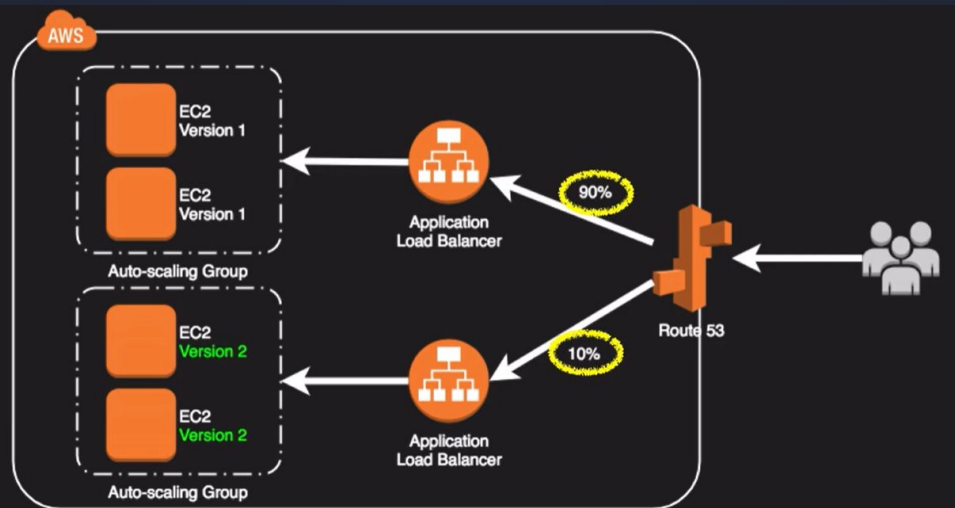 AWS
EC2
Version 1
EC2
Version 1
Auto-scaling Group
Application
Load Balancer
90%
Route 53
10%
EC2
Version 2
EC2
Version 2
Auto-scaling Group
Application
Load Balancer